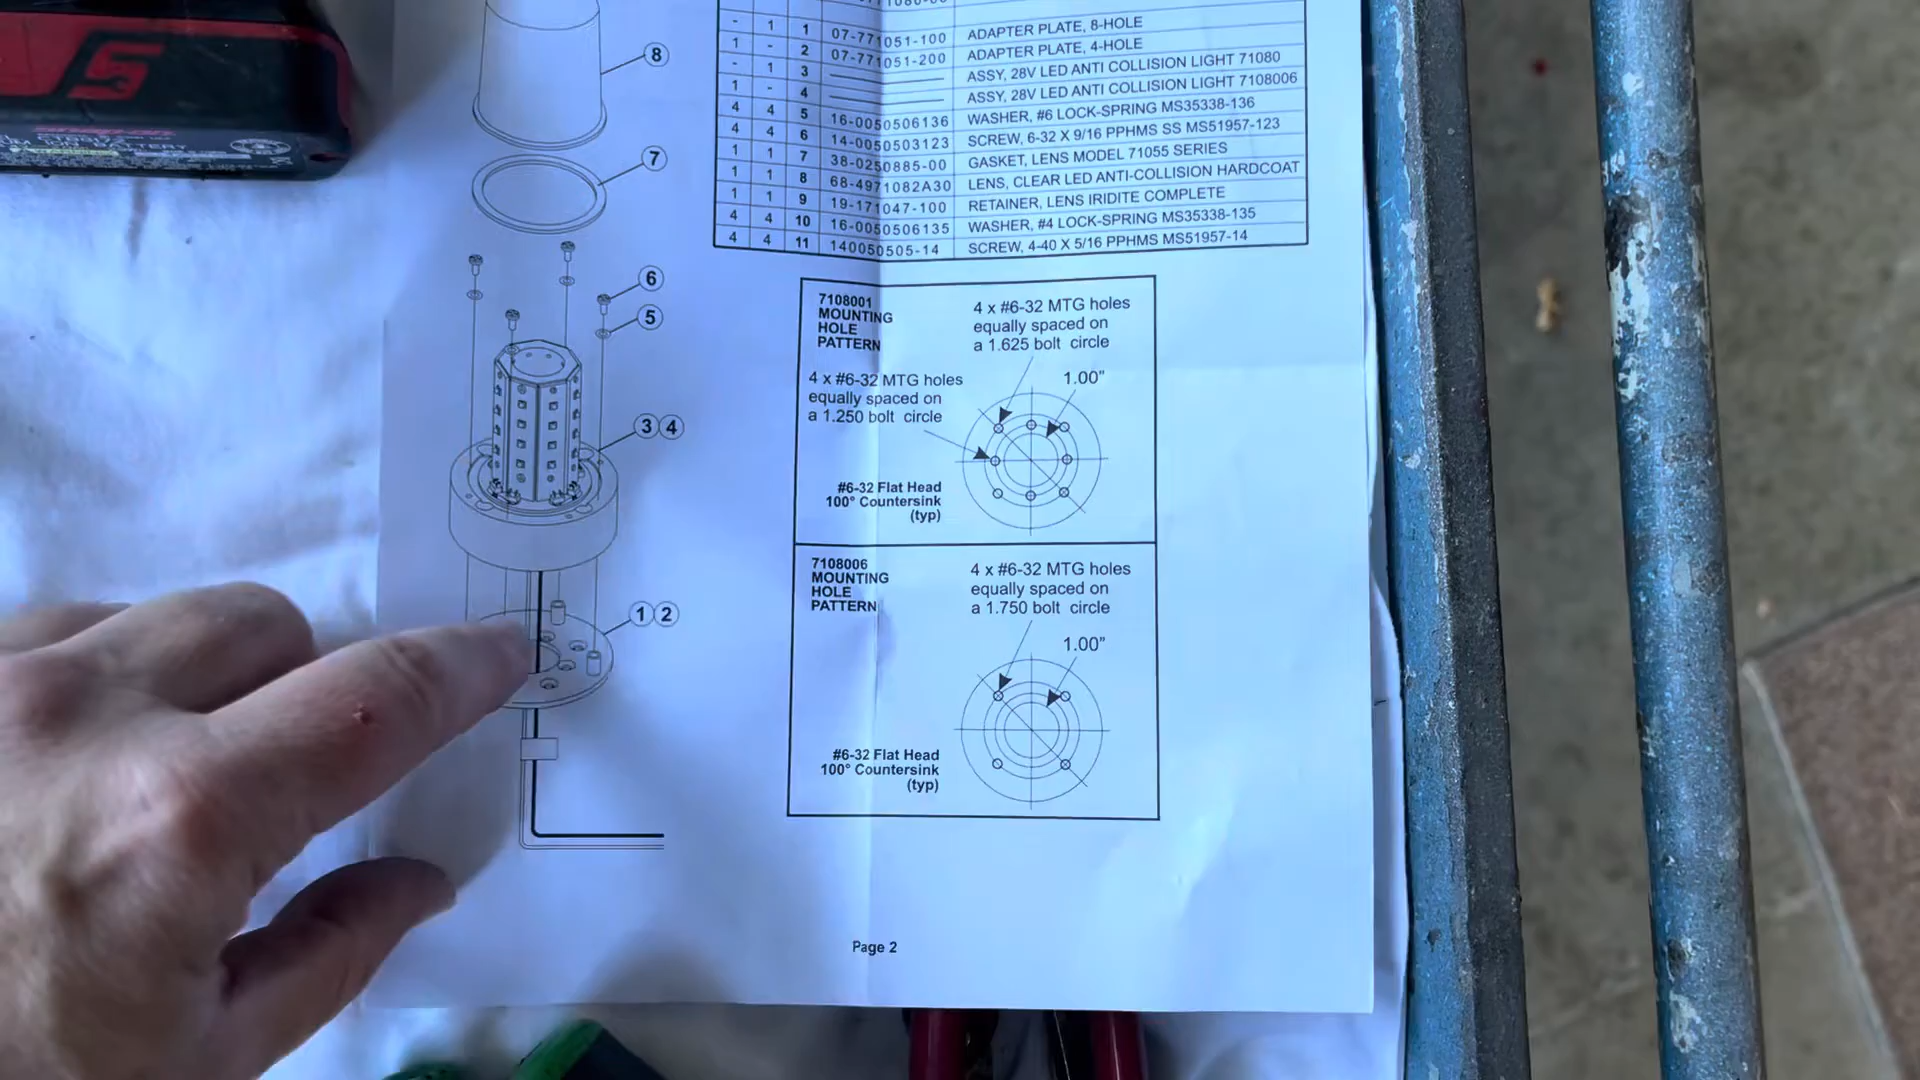 - 1 1 07-771051-100 ADAPTER PLATE, 8-HOLE
1 - 2 07-771051-200 ADAPTER PLATE, 4-HOLE
- 1 3 ASSY, 28V LED ANTI COLLISION LIGHT 71080
1 - 4 ASSY, 28V LED ANTI COLLISION LIGHT 7108006
4 4 5 16-0050506136 WASHER, #6 LOCK-SPRING MS35338-136
4 4 6 14-0050503123 SCREW, 6-32 X 9/16 PPHMS SS MS51957-123
1 1 7 38-0250885-00 GASKET, LENS MODEL 71055 SERIES
1 1 8 68-4971082A30 LENS, CLEAR LED ANTI-COLLISION HARDCOAT
1 1 9 19-171047-100 RETAINER, LENS IRIDITE COMPLETE
4 4 10 16-0050506135 WASHER, #4 LOCK-SPRING MS35338-135
4 4 11 140050505-14 SCREW, 4-40 X 5/16 PPHMS MS51957-14
8
7
6
5
3 4
1 2
7108001
MOUNTING
HOLE
PATTERN
4 x #6-32 MTG holes
equally spaced on
a 1.625 bolt circle
4 x #6-32 MTG holes
equally spaced on
a 1.250 bolt circle
1.00"
#6-32 Flat Head
100° Countersink
(typ)
7108006
MOUNTING
HOLE
PATTERN
4 x #6-32 MTG holes
equally spaced on
a 1.750 bolt circle
1.00"
#6-32 Flat Head
100° Countersink
(typ)
Page 2
snap-on